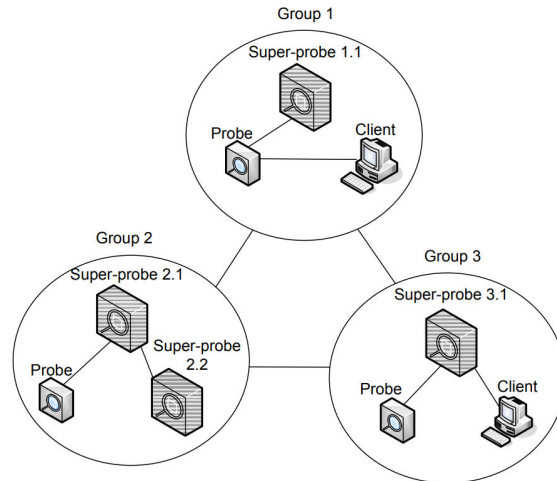 Group 1
Super-probe 1.1
Probe
Client
Group 2
Super-probe 2.1
Super-probe
2.2
Probe
Group 3
Super-probe 3.1
Probe
Client